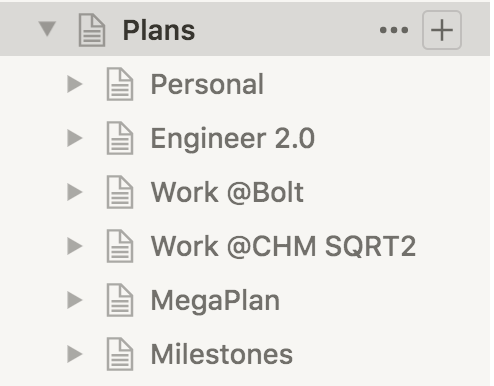 Plans
Personal
Engineer 2.0
Work @Bolt
Work @CHM SQRT2
MegaPlan
Milestones